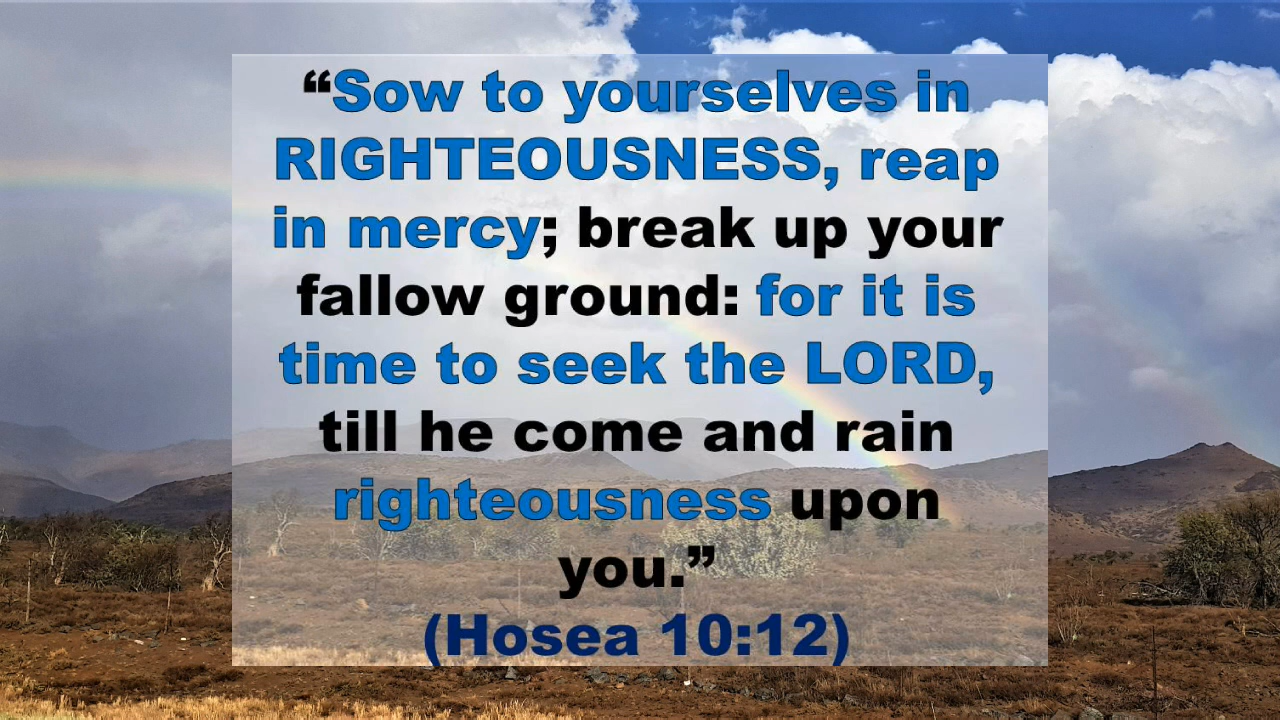 “Sow to yourselves in
RIGHTEOUSNESS, reap
in mercy; break up your
fallow ground: for it is
time to seek the LORD,
till he come and rain
righteousness upon
you.”
(Hosea 10:12)